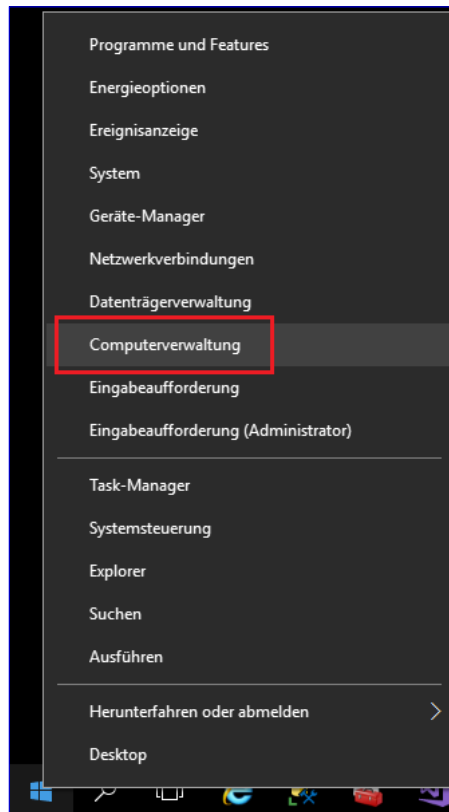 Programme und Features
Energieoptionen
Ereignisanzeige
System
Geräte-Manager
Netzwerkverbindungen
Datenträgerverwaltung
Computerverwaltung
Eingabeaufforderung
Eingabeaufforderung (Administrator)
Task-Manager
Systemsteuerung
Explorer
Suchen
Ausführen
Herunterfahren oder abmelden
Desktop